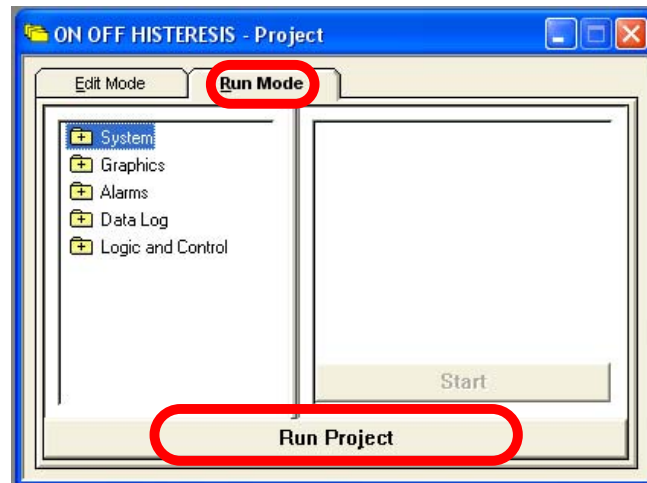 ON OFF HISTERESIS - Project
Edit Mode Run Mode
System
Graphics
Alarms
Data Log
Logic and Control
Start
Run Project